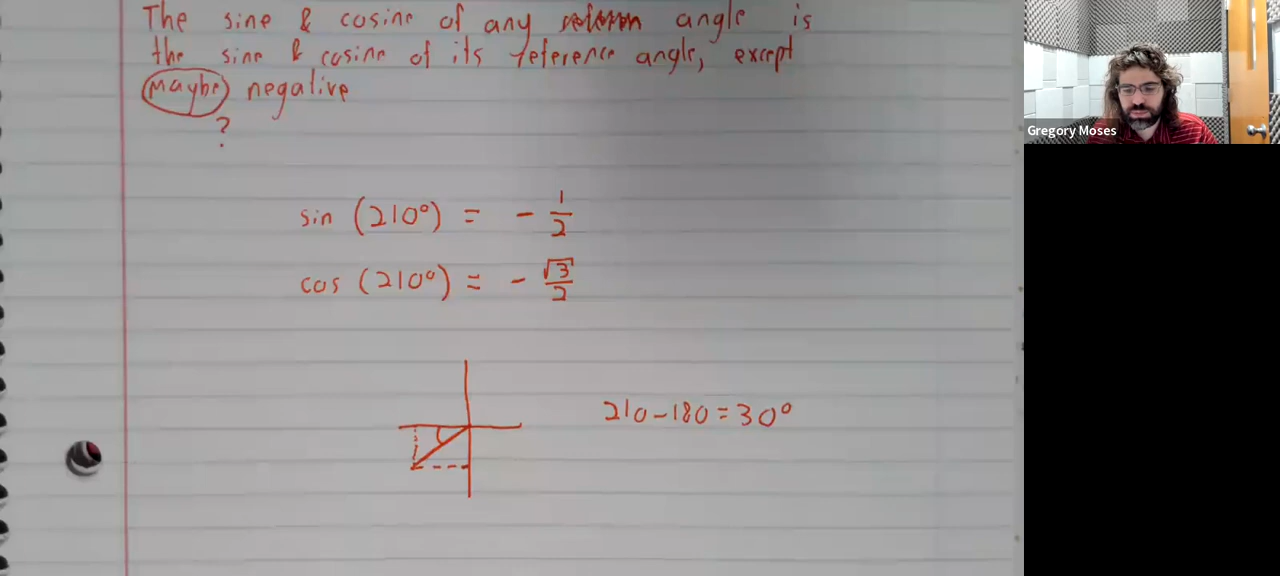 The sine & cosine of any angle is
the sine & cosine of its reference angle, except
maybe negative
?
sin (210°) = - 1/2
cos (210°) = - √3/2
210-180=30°
Gregory Moses